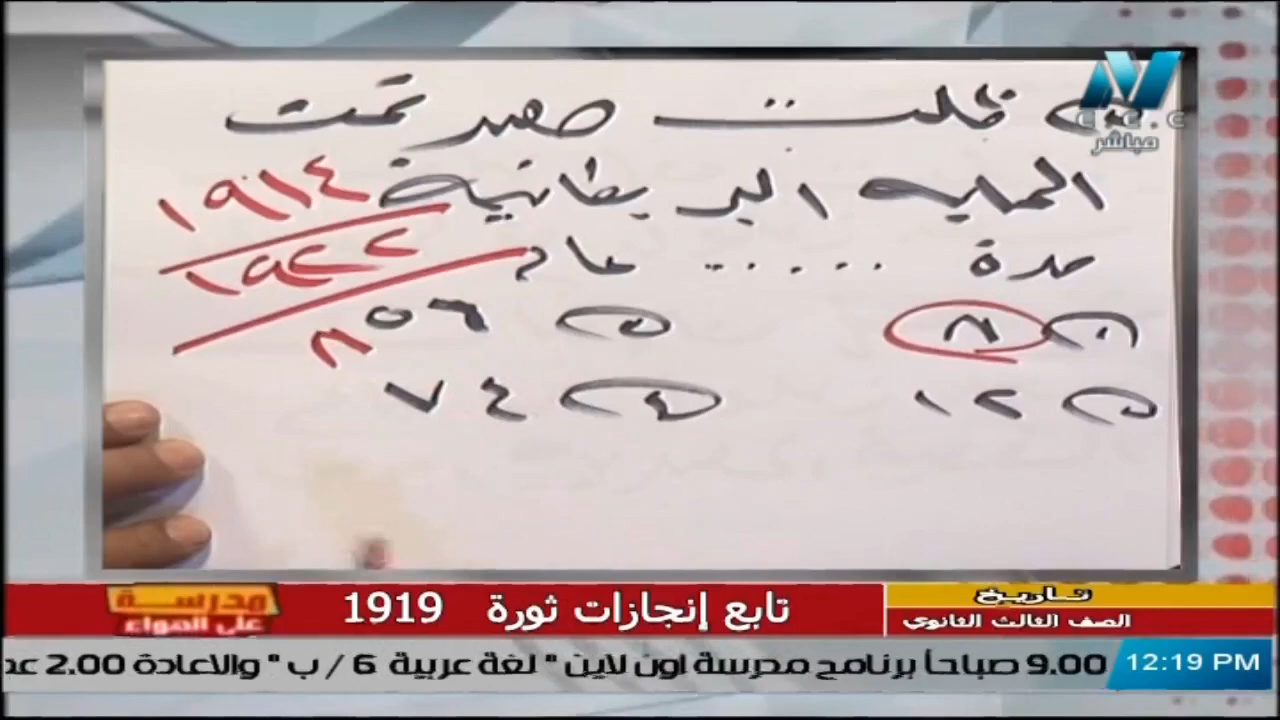 ظلت مصر تحت
الحماية البريطانية ١٩١٤
مدة ...... عام ١٩٢٢
٨ ٥٦ ٨
١٢ ٧٤
مباشر
تاريخ
الصف الثالث الثانوي
تابع إنجازات ثورة 1919
مدرسة
على الهواء
12:19 PM
9.00 صباحاً برنامج مدرسة اون لاين " لغة عربية 6 / ب " والاعادة 2.00 عد